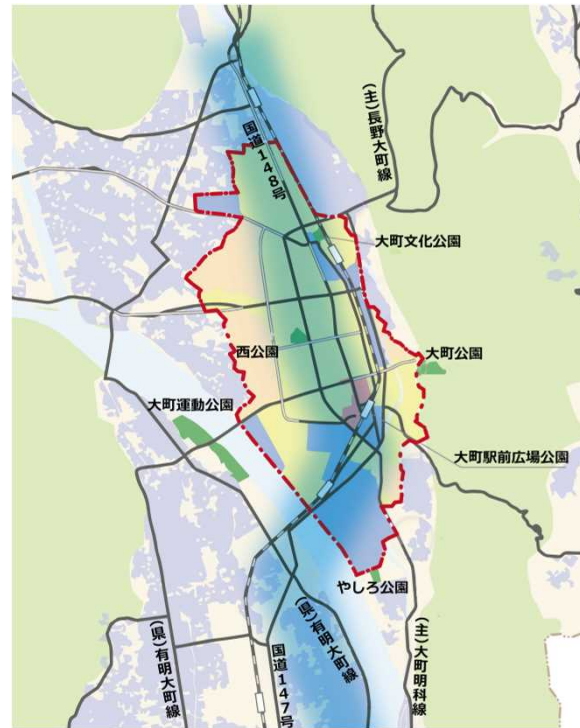 (主)長野大町線
国道148号
大町文化公園
西公園
大町公園
大町運動公園
大町駅前広場公園
やしろ公園
(県)有明大町線
国道147号
(県)有明大町線
(主)大町明科線